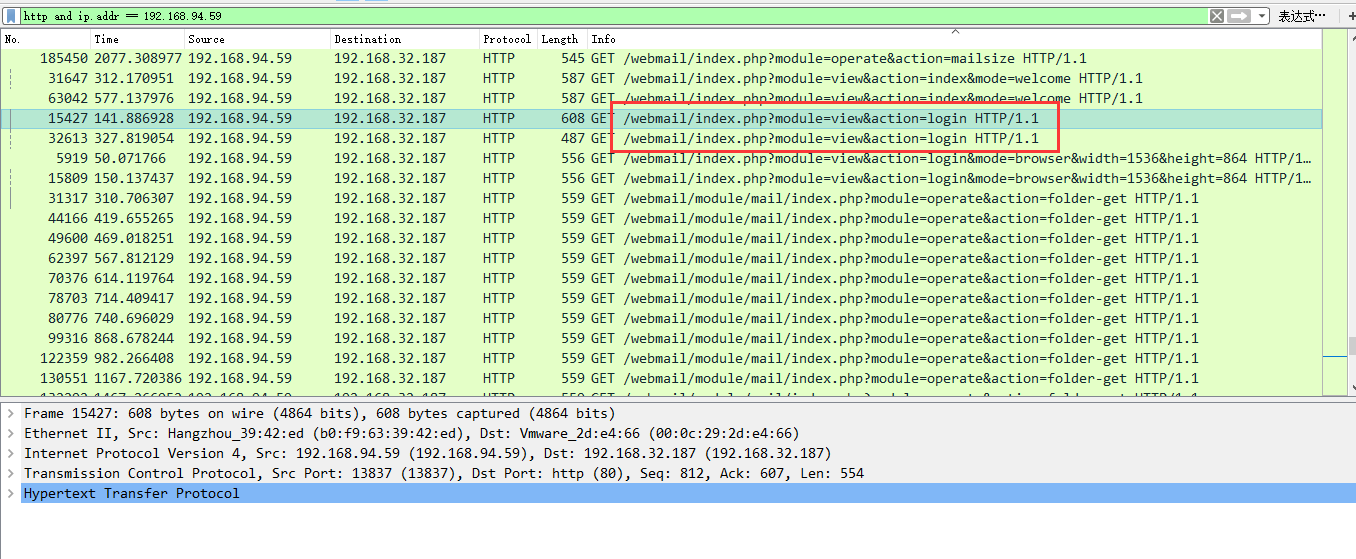 http and ip.addr == 192.168.94.59 表达式…
No. Time Source Destination Protocol Length Info
185450 2077.308977 192.168.94.59 192.168.32.187 HTTP 545 GET /webmail/index.php?module=operate&action=mailsize HTTP/1.1
31647 312.170951 192.168.94.59 192.168.32.187 HTTP 587 GET /webmail/index.php?module=view&action=index&mode=welcome HTTP/1.1
63042 577.137976 192.168.94.59 192.168.32.187 HTTP 587 GET /webmail/index.php?module=view&action=index&mode=welcome HTTP/1.1
15427 141.886928 192.168.94.59 192.168.32.187 HTTP 608 GET /webmail/index.php?module=view&action=login HTTP/1.1
32613 327.819054 192.168.94.59 192.168.32.187 HTTP 487 GET /webmail/index.php?module=view&action=login HTTP/1.1
5919 50.071766 192.168.94.59 192.168.32.187 HTTP 556 GET /webmail/index.php?module=view&action=login&mode=browser&width=1536&height=864 HTTP/1…
15809 150.137437 192.168.94.59 192.168.32.187 HTTP 556 GET /webmail/index.php?module=view&action=login&mode=browser&width=1536&height=864 HTTP/1…
31317 310.706307 192.168.94.59 192.168.32.187 HTTP 559 GET /webmail/module/mail/index.php?module=operate&action=folder-get HTTP/1.1
44166 419.655265 192.168.94.59 192.168.32.187 HTTP 559 GET /webmail/module/mail/index.php?module=operate&action=folder-get HTTP/1.1
49600 469.018251 192.168.94.59 192.168.32.187 HTTP 559 GET /webmail/module/mail/index.php?module=operate&action=folder-get HTTP/1.1
62397 567.812129 192.168.94.59 192.168.32.187 HTTP 559 GET /webmail/module/mail/index.php?module=operate&action=folder-get HTTP/1.1
70376 614.119764 192.168.94.59 192.168.32.187 HTTP 559 GET /webmail/module/mail/index.php?module=operate&action=folder-get HTTP/1.1
78703 714.409417 192.168.94.59 192.168.32.187 HTTP 559 GET /webmail/module/mail/index.php?module=operate&action=folder-get HTTP/1.1
80776 740.696029 192.168.94.59 192.168.32.187 HTTP 559 GET /webmail/module/mail/index.php?module=operate&action=folder-get HTTP/1.1
99316 868.678244 192.168.94.59 192.168.32.187 HTTP 559 GET /webmail/module/mail/index.php?module=operate&action=folder-get HTTP/1.1
122359 982.266408 192.168.94.59 192.168.32.187 HTTP 559 GET /webmail/module/mail/index.php?module=operate&action=folder-get HTTP/1.1
130551 1167.720386 192.168.94.59 192.168.32.187 HTTP 559 GET /webmail/module/mail/index.php?module=operate&action=folder-get HTTP/1.1
Frame 15427: 608 bytes on wire (4864 bits), 608 bytes captured (4864 bits)
Ethernet II, Src: Hangzhou_39:42:ed (b0:f9:63:39:42:ed), Dst: Vmware_2d:e4:66 (00:0c:29:2d:e4:66)
Internet Protocol Version 4, Src: 192.168.94.59 (192.168.94.59), Dst: 192.168.32.187 (192.168.32.187)
Transmission Control Protocol, Src Port: 13837 (13837), Dst Port: http (80), Seq: 812, Ack: 607, Len: 554
Hypertext Transfer Protocol